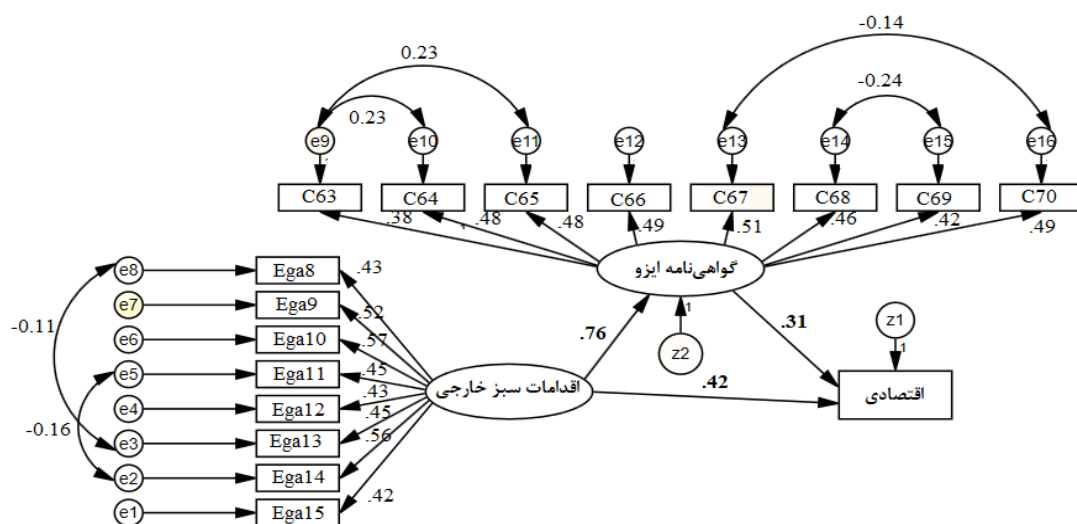 -0.14
0.23
-0.24
0.23
e9 e10 e11 e12 e13 e14 e15 e16
C63 C64 C65 C66 C67 C68 C69 C70
.38 .48 .48 .49 .51 .46 .42 .49
گواهی‌نامه ایزو
e8 Ega8 .43
e7 Ega9 .52
-0.11
e6 Ega10 .57
.76 1 .31 z1
z2 1
e5 Ega11 .45
اقدامات سبز خارجی .42 اقتصادی
e4 Ega12 .43
-0.16
e3 Ega13 .45
e2 Ega14 .56
.42
e1 Ega15